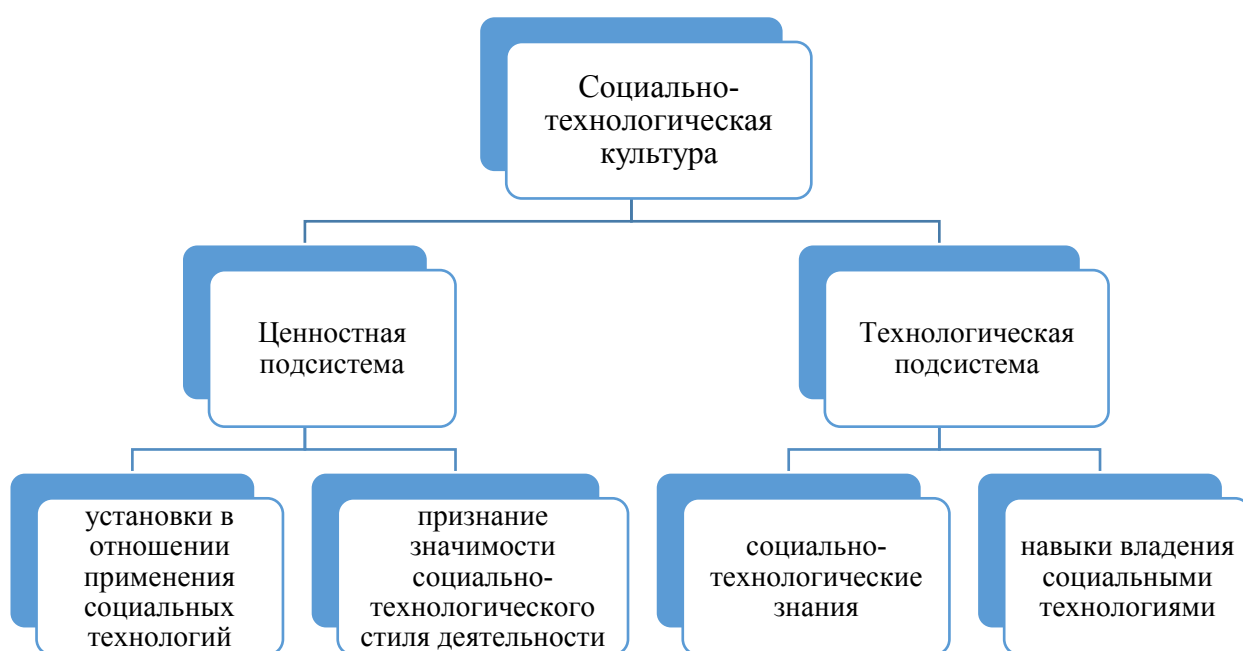 Социально-
технологическая
культура
Ценностная
подсистема
Технологическая
подсистема
установки в
отношении
применения
социальных
технологий
признание
значимости
социально-
технологического
стиля деятельности
социально-
технологические
знания
навыки владения
социальными
технологиями